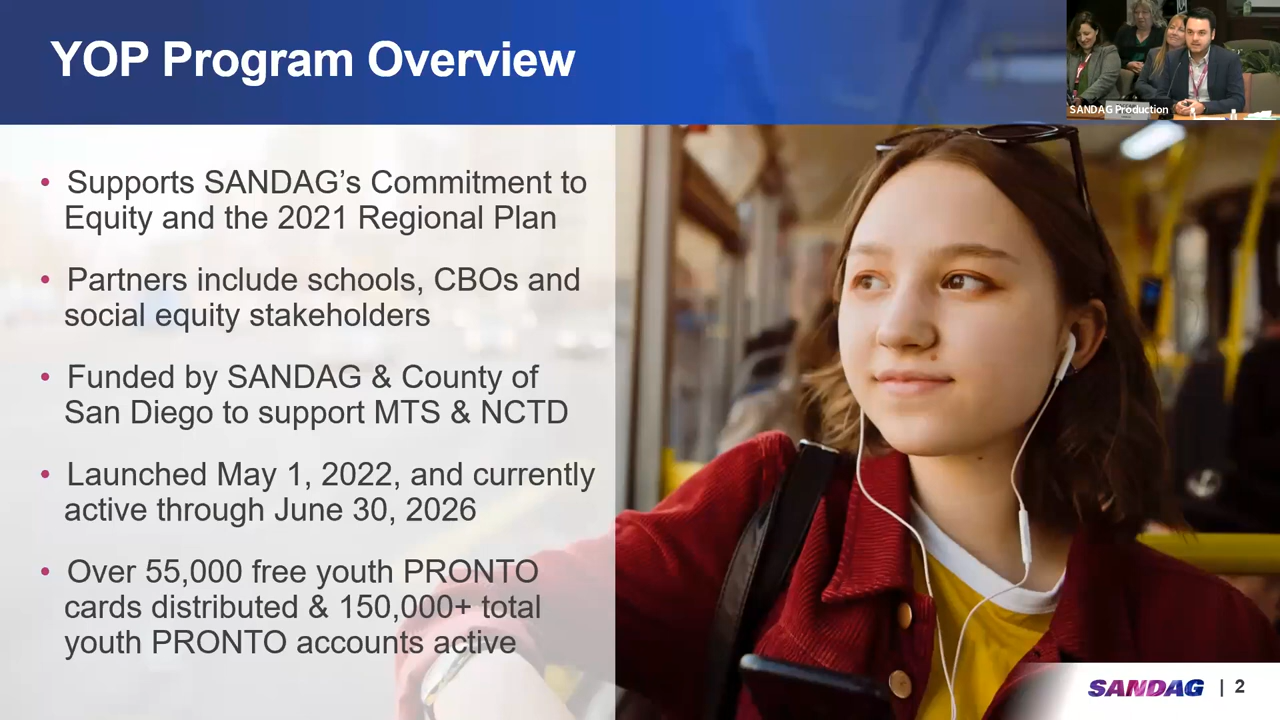 YOP Program Overview
SANDAG Production
• Supports SANDAG’s Commitment to
Equity and the 2021 Regional Plan
• Partners include schools, CBOs and
social equity stakeholders
• Funded by SANDAG & County of
San Diego to support MTS & NCTD
• Launched May 1, 2022, and currently
active through June 30, 2026
• Over 55,000 free youth PRONTO
cards distributed & 150,000+ total
youth PRONTO accounts active
SANDAG | 2